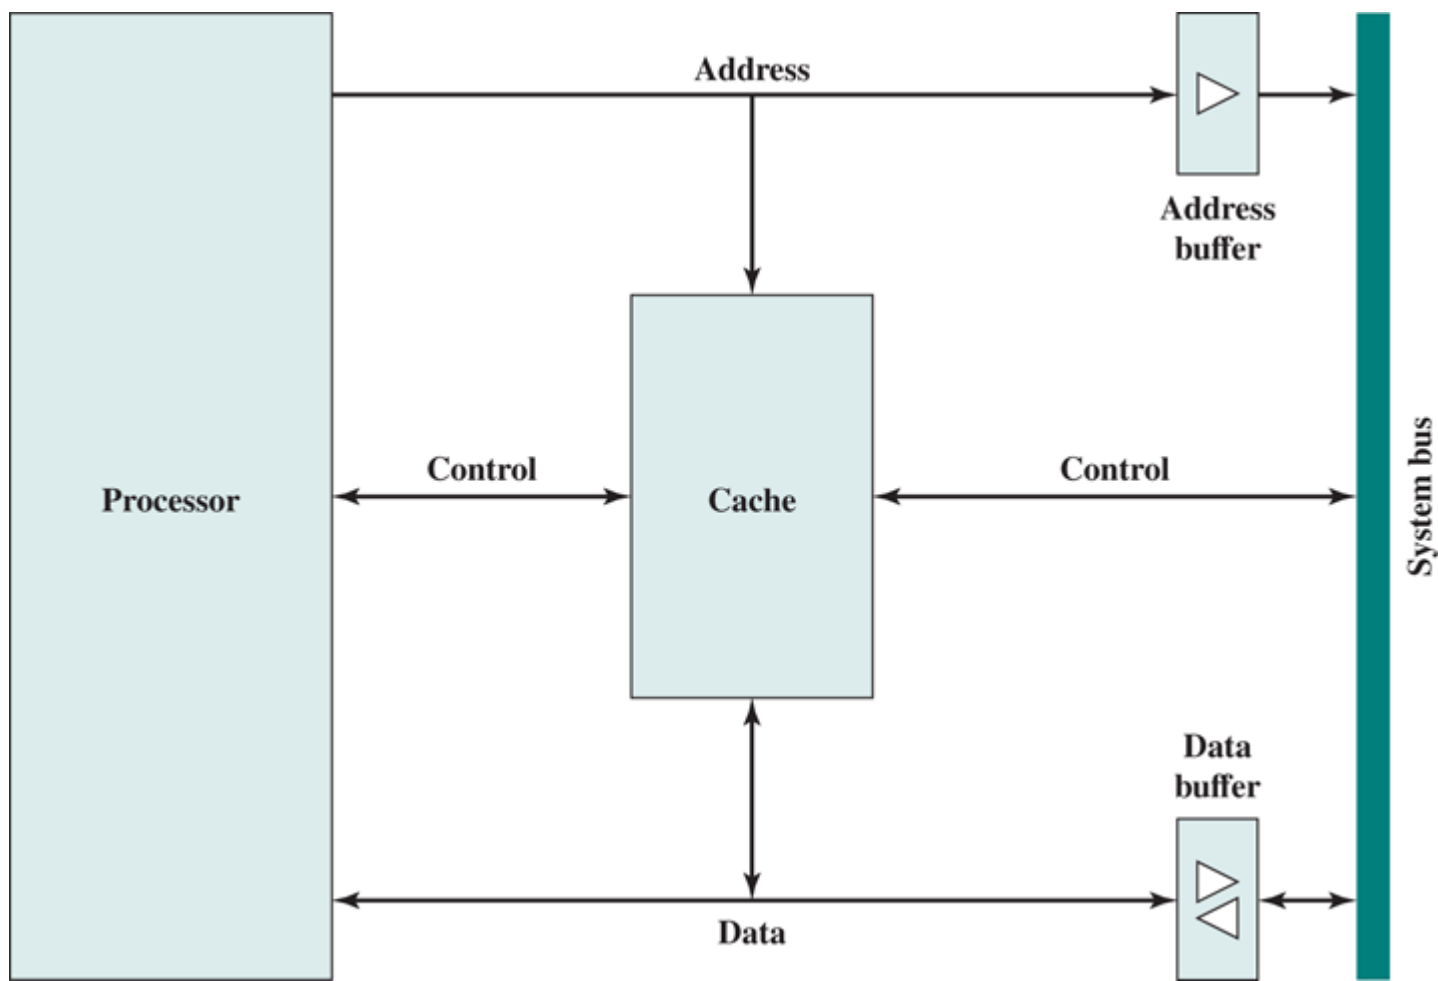 Address
Address
buffer
Control
Control
Processor
Cache
System bus
Data
buffer
Data